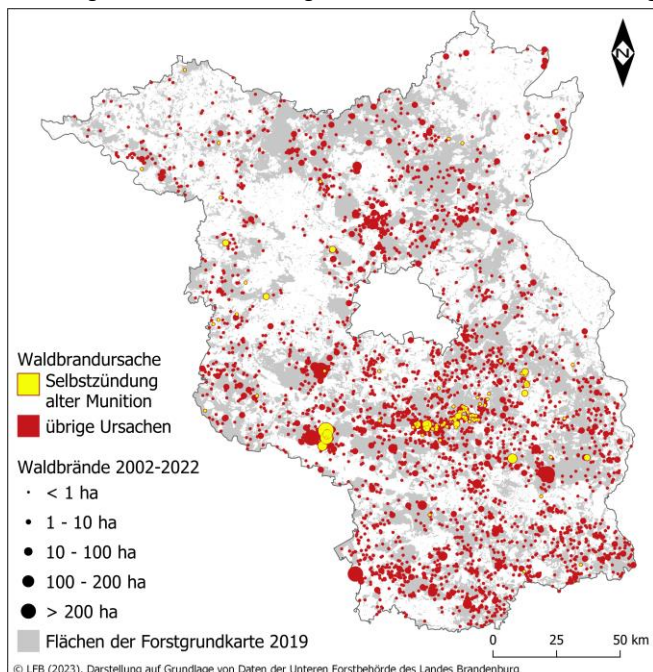 N
Waldbrandursache
Selbstzündung
alter Munition
übrige Ursachen
Waldbrände 2002-2022
< 1 ha
1 - 10 ha
10 - 100 ha
100 - 200 ha
> 200 ha
Flächen der Forstgrundkarte 2019
0 25 50 km
© LFB (2023), Darstellung auf Grundlage von Daten der Unteren Forstbehörde des Landes Brandenburg